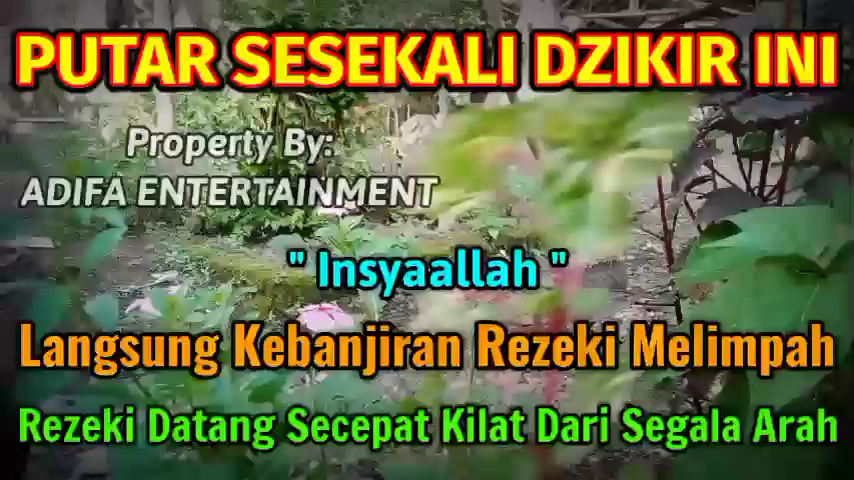 PUTAR SESEKALI DZIKIR INI
Property By:
ADIFA ENTERTAINMENT
" Insyaallah "
Langsung Kebanjiran Rezeki Melimpah
Rezeki Datang Secepat Kilat Dari Segala Arah